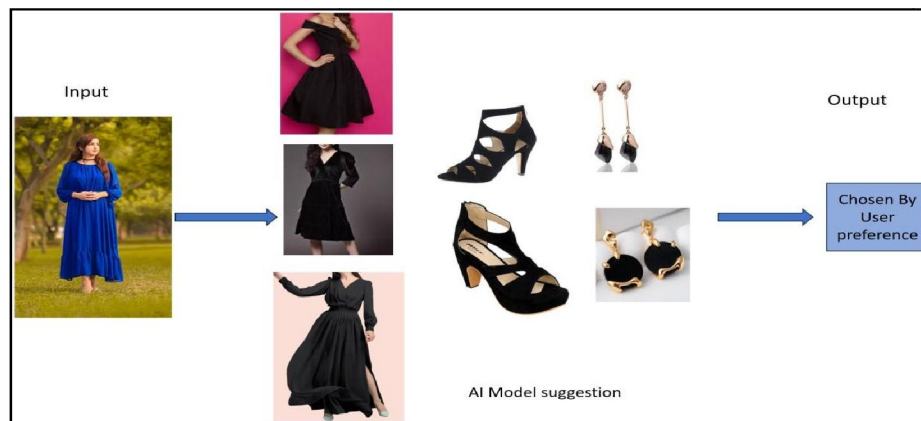 Input
Output
Chosen By
User
preference
AI Model suggestion